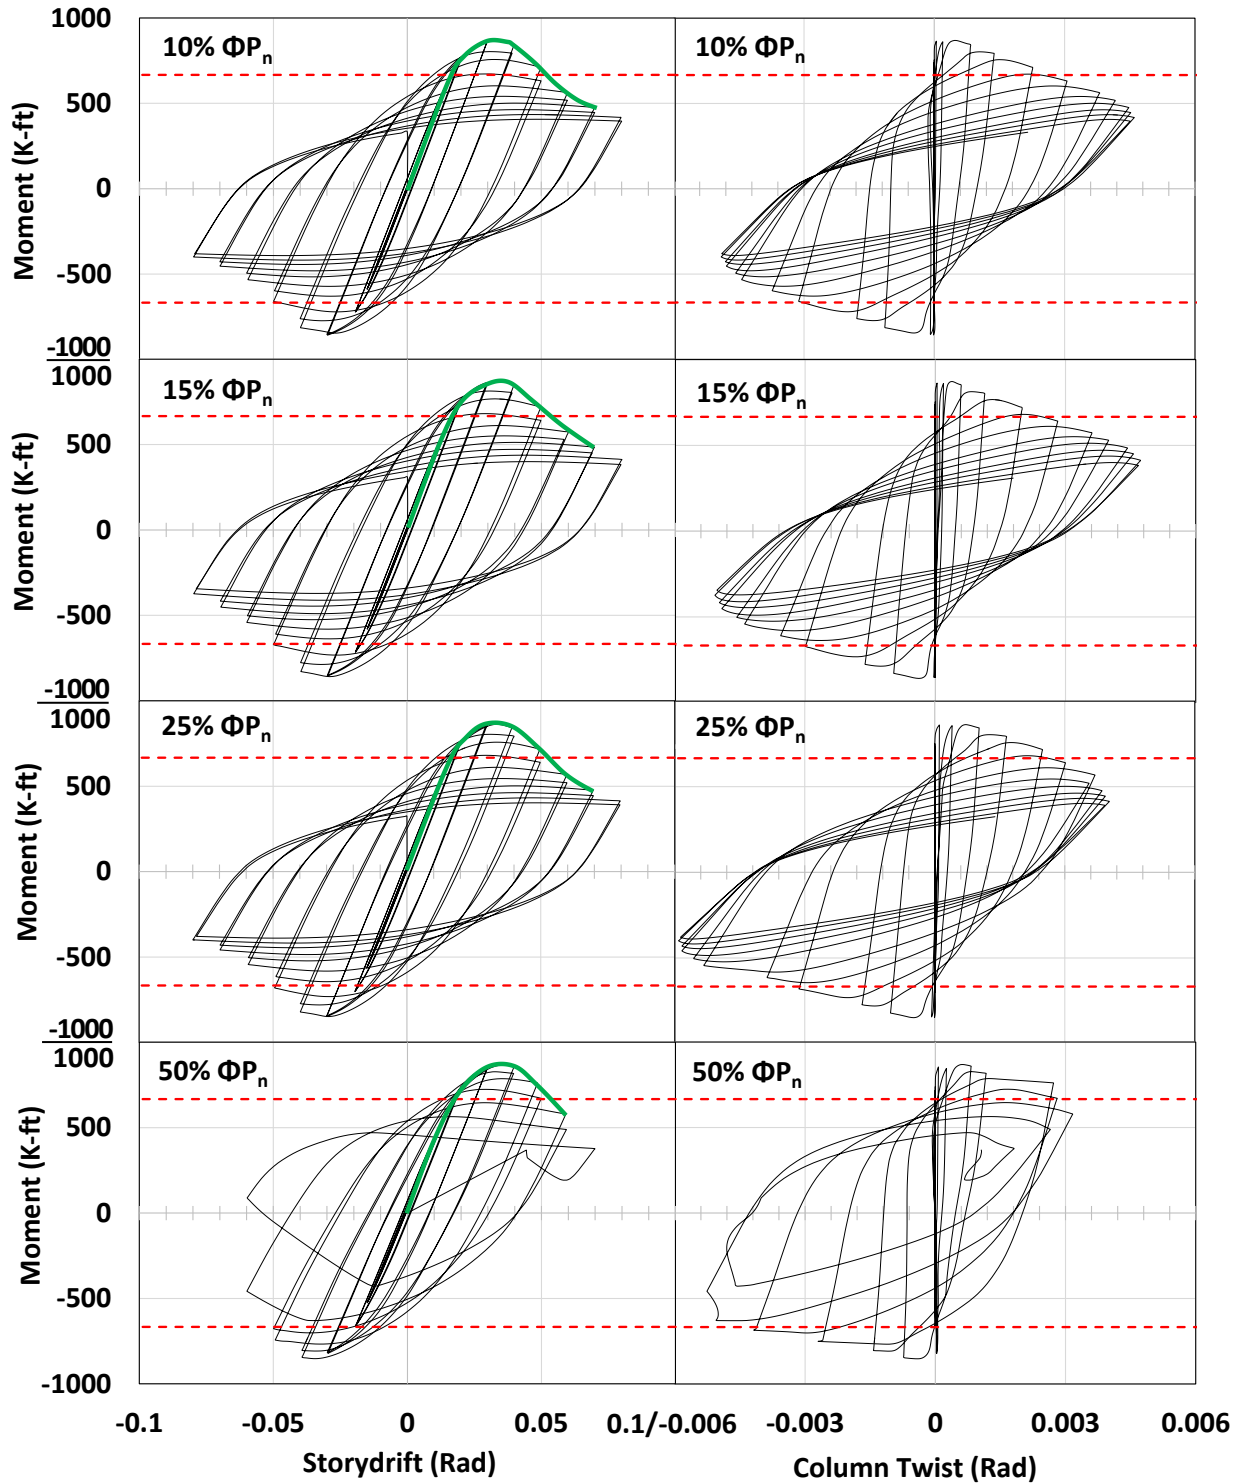 1000
10% ΦPn
10% ΦPn
500
0
-500
-1000
Moment (K-ft)
1000
15% ΦPn
15% ΦPn
500
0
-500
-1000
Moment (K-ft)
1000
25% ΦPn
25% ΦPn
500
0
-500
-1000
Moment (K-ft)
1000
50% ΦPn
50% ΦPn
500
0
-500
-1000
Moment (K-ft)
-0.1 -0.05 0 0.05 0.1/-0.006 -0.003 0 0.003 0.006
Storydrift (Rad)
Column Twist (Rad)